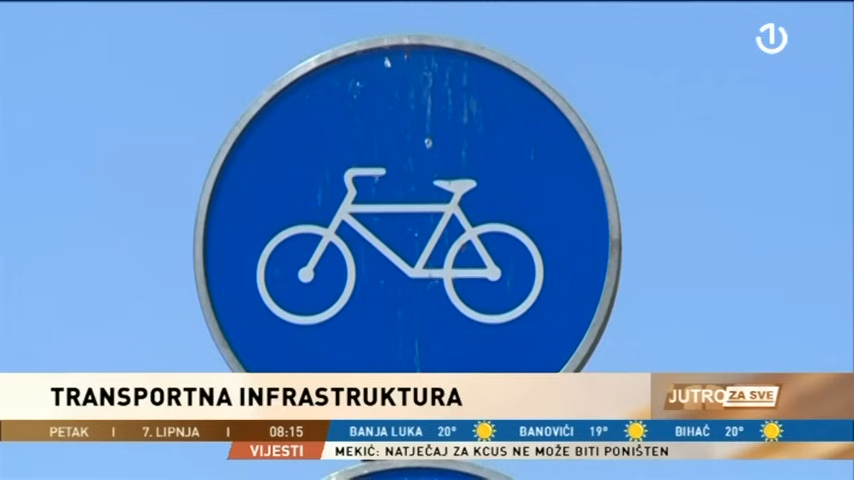 1
TRANSPORTNA INFRASTRUKTURA
JUTRO ZA SVE
PETAK I 7. LIPNJA I 08:15 BANJA LUKA 20° BANOVIĆI 19° BIHAĆ 20°
VIJESTI MEKIĆ: NATJEČAJ ZA KCUS NE MOŽE BITI PONIŠTEN